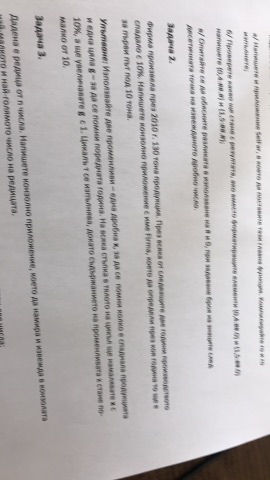 а/ Напишете и приложение SelFar, в което да поставите тази главна функция. Компилирайте го и го
изпълнете;
б/ Проверете какво ще стане с резултата, ако вместо форматиращите елементи {0,4:##.0} и {1,5:##.0}
напишете {0,4:##.#} и {1,5:##.#};
в/ Опитайте се да обясните разликата в използване на # и 0, при задаване броя на знаците след
десетичната точка на извежданото дробно число.
Задача 2.
Фирма произвела през 2010 г. 130 тона продукция. През всяка от следващите две години производството
спадало с 10%. Напишете конзолно приложение с име Firma, което да определи през коя година то ще е
за първи път под 10 тона.
Упътване: Използвайте две променливи – една дробна x, за да се помни колко е спаднала продукцията
и една цяла g – за да се помни поредната година. На всяка стъпка в тялото на цикъл ще намалявате x с
10%, а ще увеличавате g с 1. Цикълът се изпълнява, докато съдържанието на променливата x стане по-
малко от 10.
Задача 3.
Дадена е редица от n числа. Напишете конзолно приложение, което да намира и извежда в конзолата
най-малкото и най-голямото число на редицата.